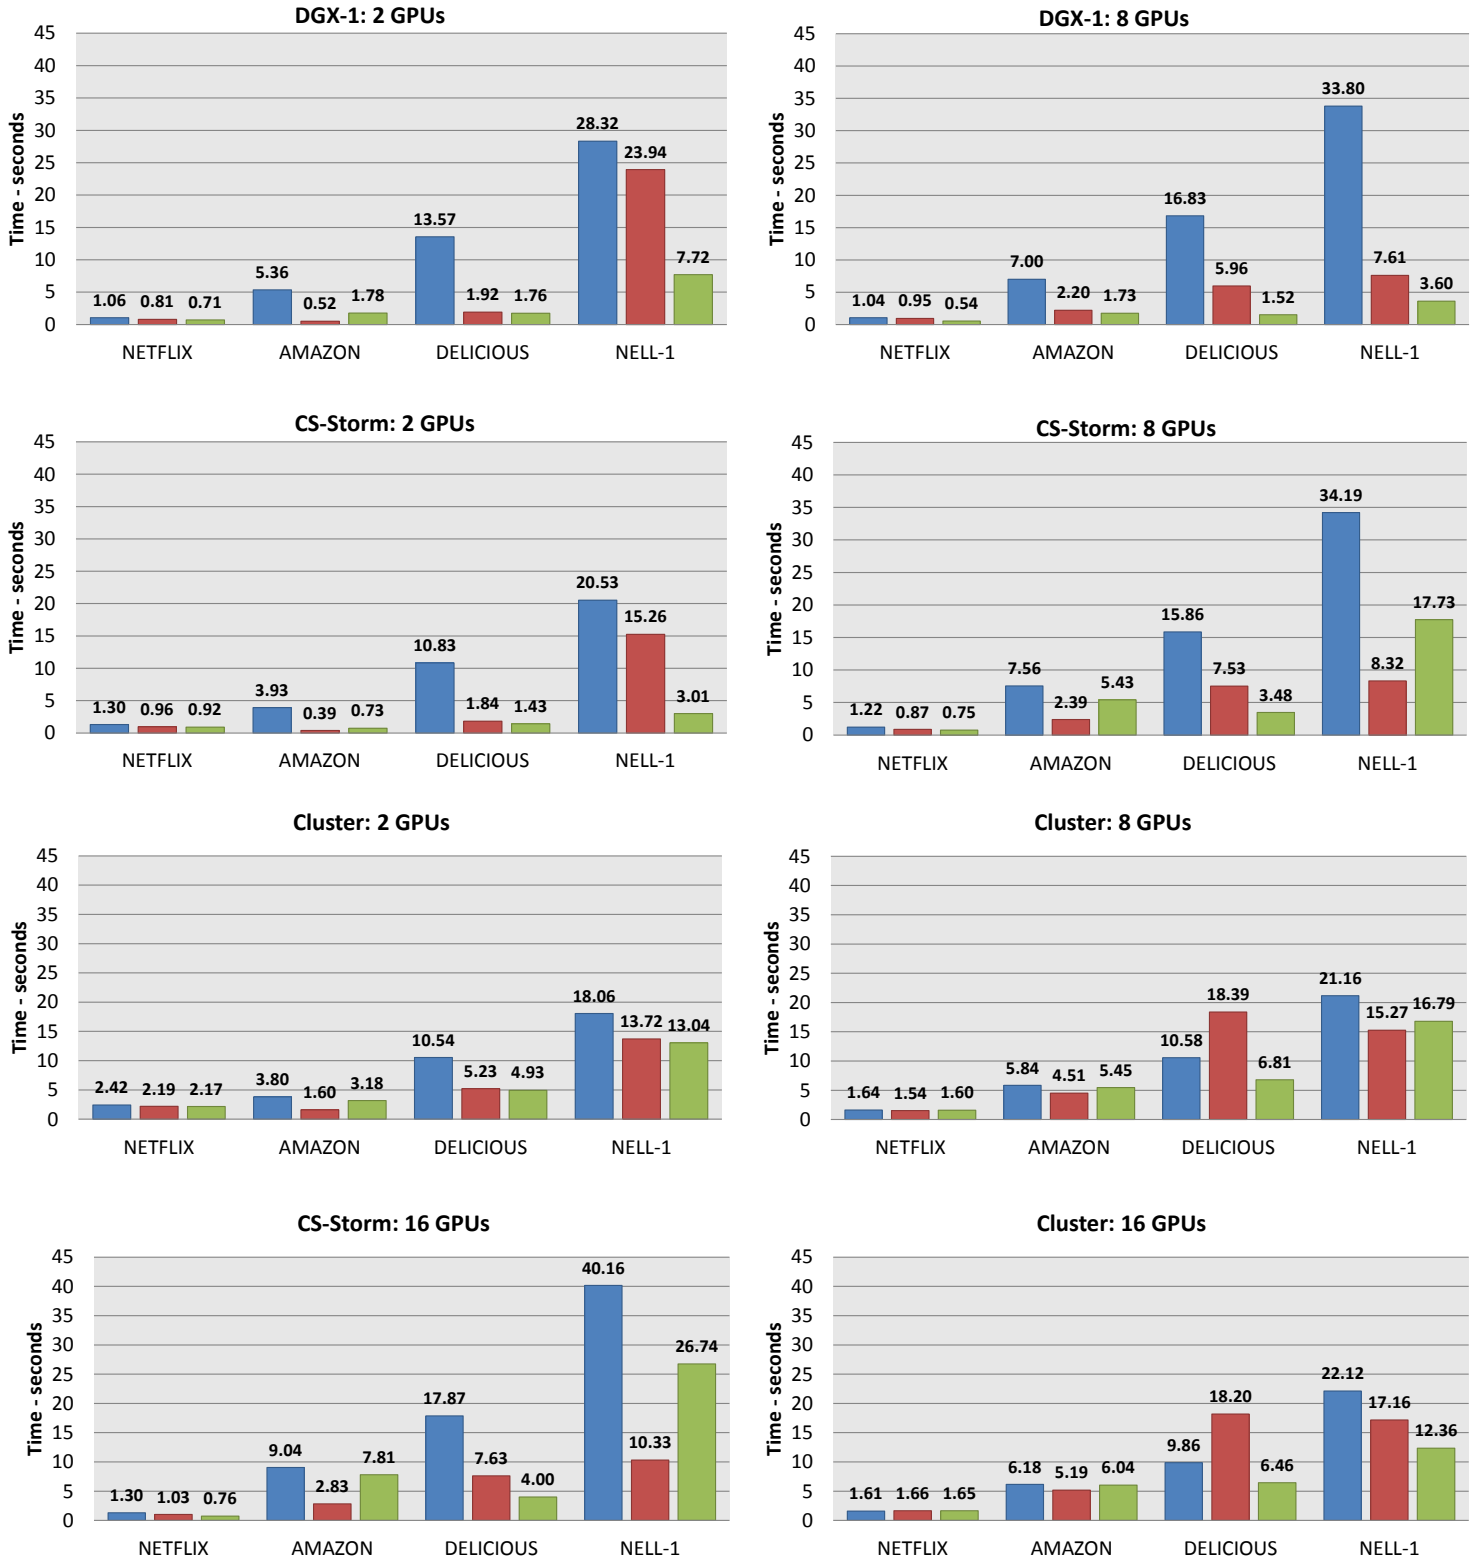 DGX-1: 2 GPUs
Time - seconds
45
40
35
30
25
20
15
10
5
0
1.06 0.81 0.71
5.36 0.52 1.78
13.57 1.92 1.76
28.32 23.94 7.72
NETFLIX AMAZON DELICIOUS NELL-1
DGX-1: 8 GPUs
Time - seconds
45
40
35
30
25
20
15
10
5
0
1.04 0.95 0.54
7.00 2.20 1.73
16.83 5.96 1.52
33.80 7.61 3.60
NETFLIX AMAZON DELICIOUS NELL-1
CS-Storm: 2 GPUs
Time - seconds
45
40
35
30
25
20
15
10
5
0
1.30 0.96 0.92
3.93 0.39 0.73
10.83 1.84 1.43
20.53 15.26 3.01
NETFLIX AMAZON DELICIOUS NELL-1
CS-Storm: 8 GPUs
Time - seconds
45
40
35
30
25
20
15
10
5
0
1.22 0.87 0.75
7.56 2.39 5.43
15.86 7.53 3.48
34.19 8.32 17.73
NETFLIX AMAZON DELICIOUS NELL-1
Cluster: 2 GPUs
Time - seconds
45
40
35
30
25
20
15
10
5
0
2.42 2.19 2.17
3.80 1.60 3.18
10.54 5.23 4.93
18.06 13.72 13.04
NETFLIX AMAZON DELICIOUS NELL-1
Cluster: 8 GPUs
Time - seconds
45
40
35
30
25
20
15
10
5
0
1.64 1.54 1.60
5.84 4.51 5.45
10.58 18.39 6.81
21.16 15.27 16.79
NETFLIX AMAZON DELICIOUS NELL-1
CS-Storm: 16 GPUs
Time - seconds
45
40
35
30
25
20
15
10
5
0
1.30 1.03 0.76
9.04 2.83 7.81
17.87 7.63 4.00
40.16 10.33 26.74
NETFLIX AMAZON DELICIOUS NELL-1
Cluster: 16 GPUs
Time - seconds
45
40
35
30
25
20
15
10
5
0
1.61 1.66 1.65
6.18 5.19 6.04
9.86 18.20 6.46
22.12 17.16 12.36
NETFLIX AMAZON DELICIOUS NELL-1